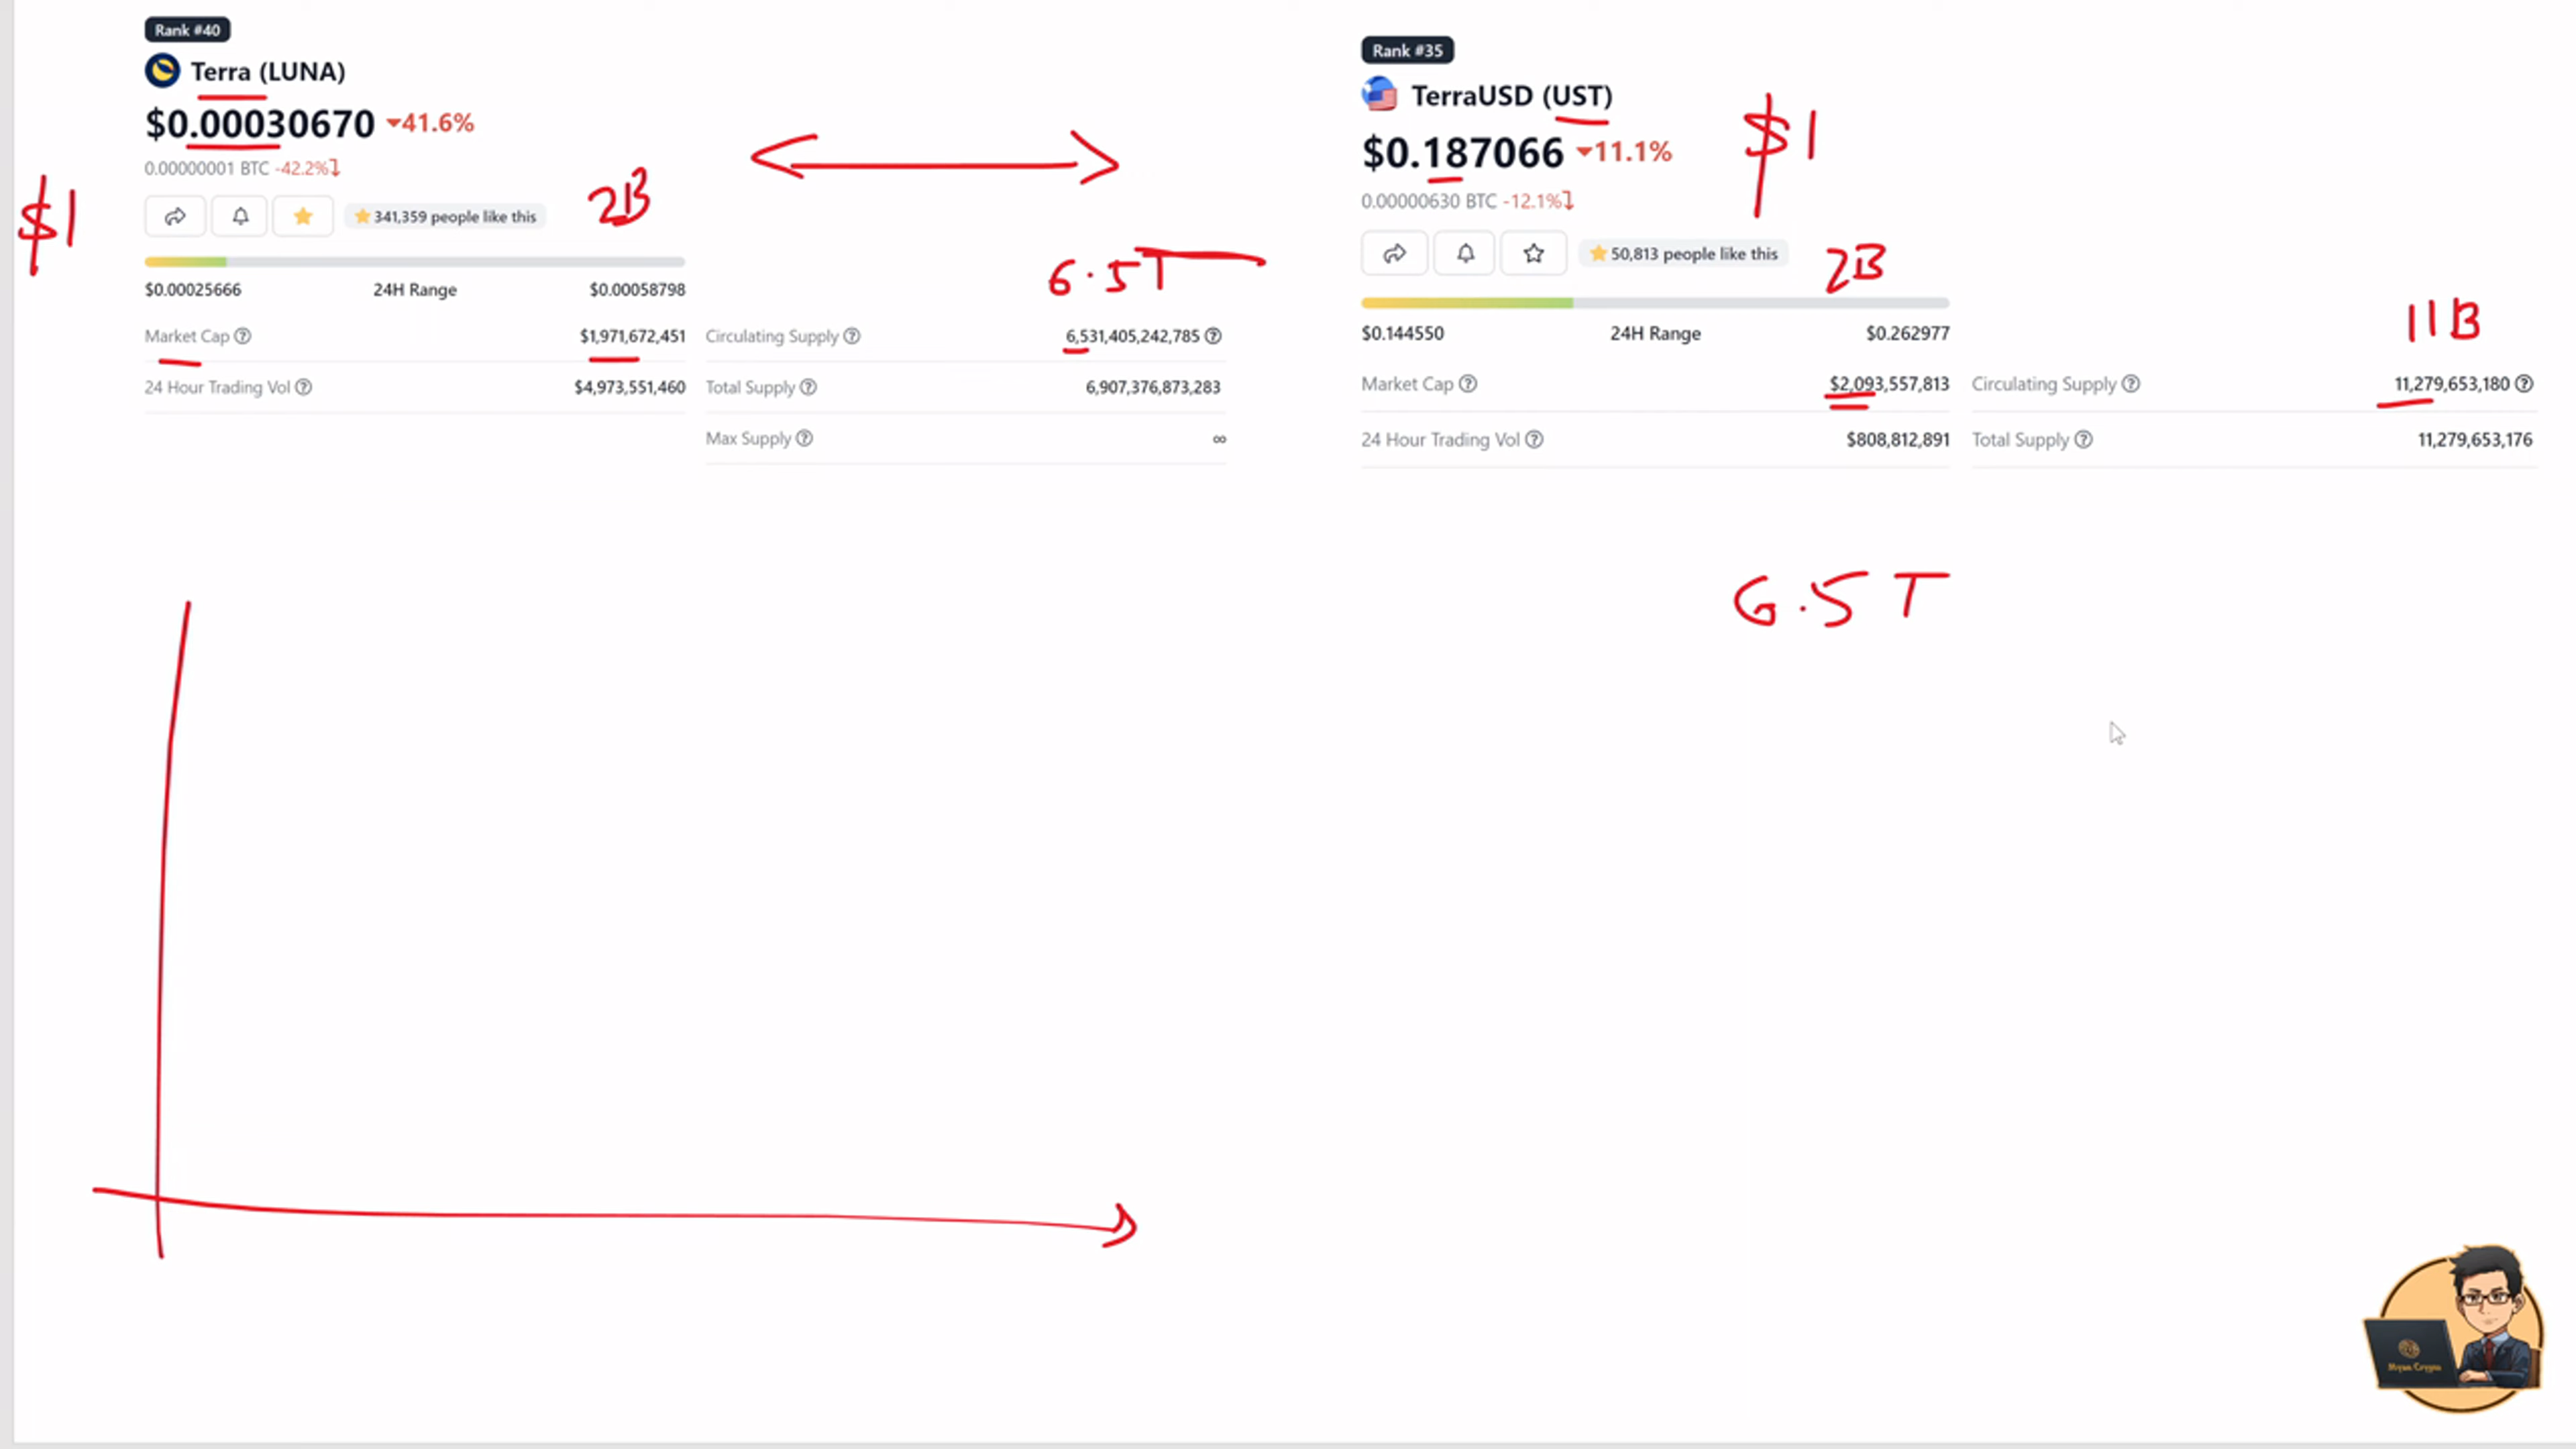 Rank #40
Terra (LUNA)
$0.00030670 ▾41.6%
0.00000001 BTC -42.2%
$1
341,359 people like this
2B
$0.00025666 24H Range $0.00058798
6.5T
Market Cap $1,971,672,451 Circulating Supply 6,531,405,242,785
24 Hour Trading Vol $4,973,551,460 Total Supply 6,907,376,873,283
Max Supply ∞
Rank #35
TerraUSD (UST)
$0.187066 ▾11.1%
$1
0.00000630 BTC -12.1%
50,813 people like this
2B
$0.144550 24H Range $0.262977
11B
Market Cap $2,093,557,813 Circulating Supply 11,279,653,180
24 Hour Trading Vol $808,812,891 Total Supply 11,279,653,176
6.5T
Crypto